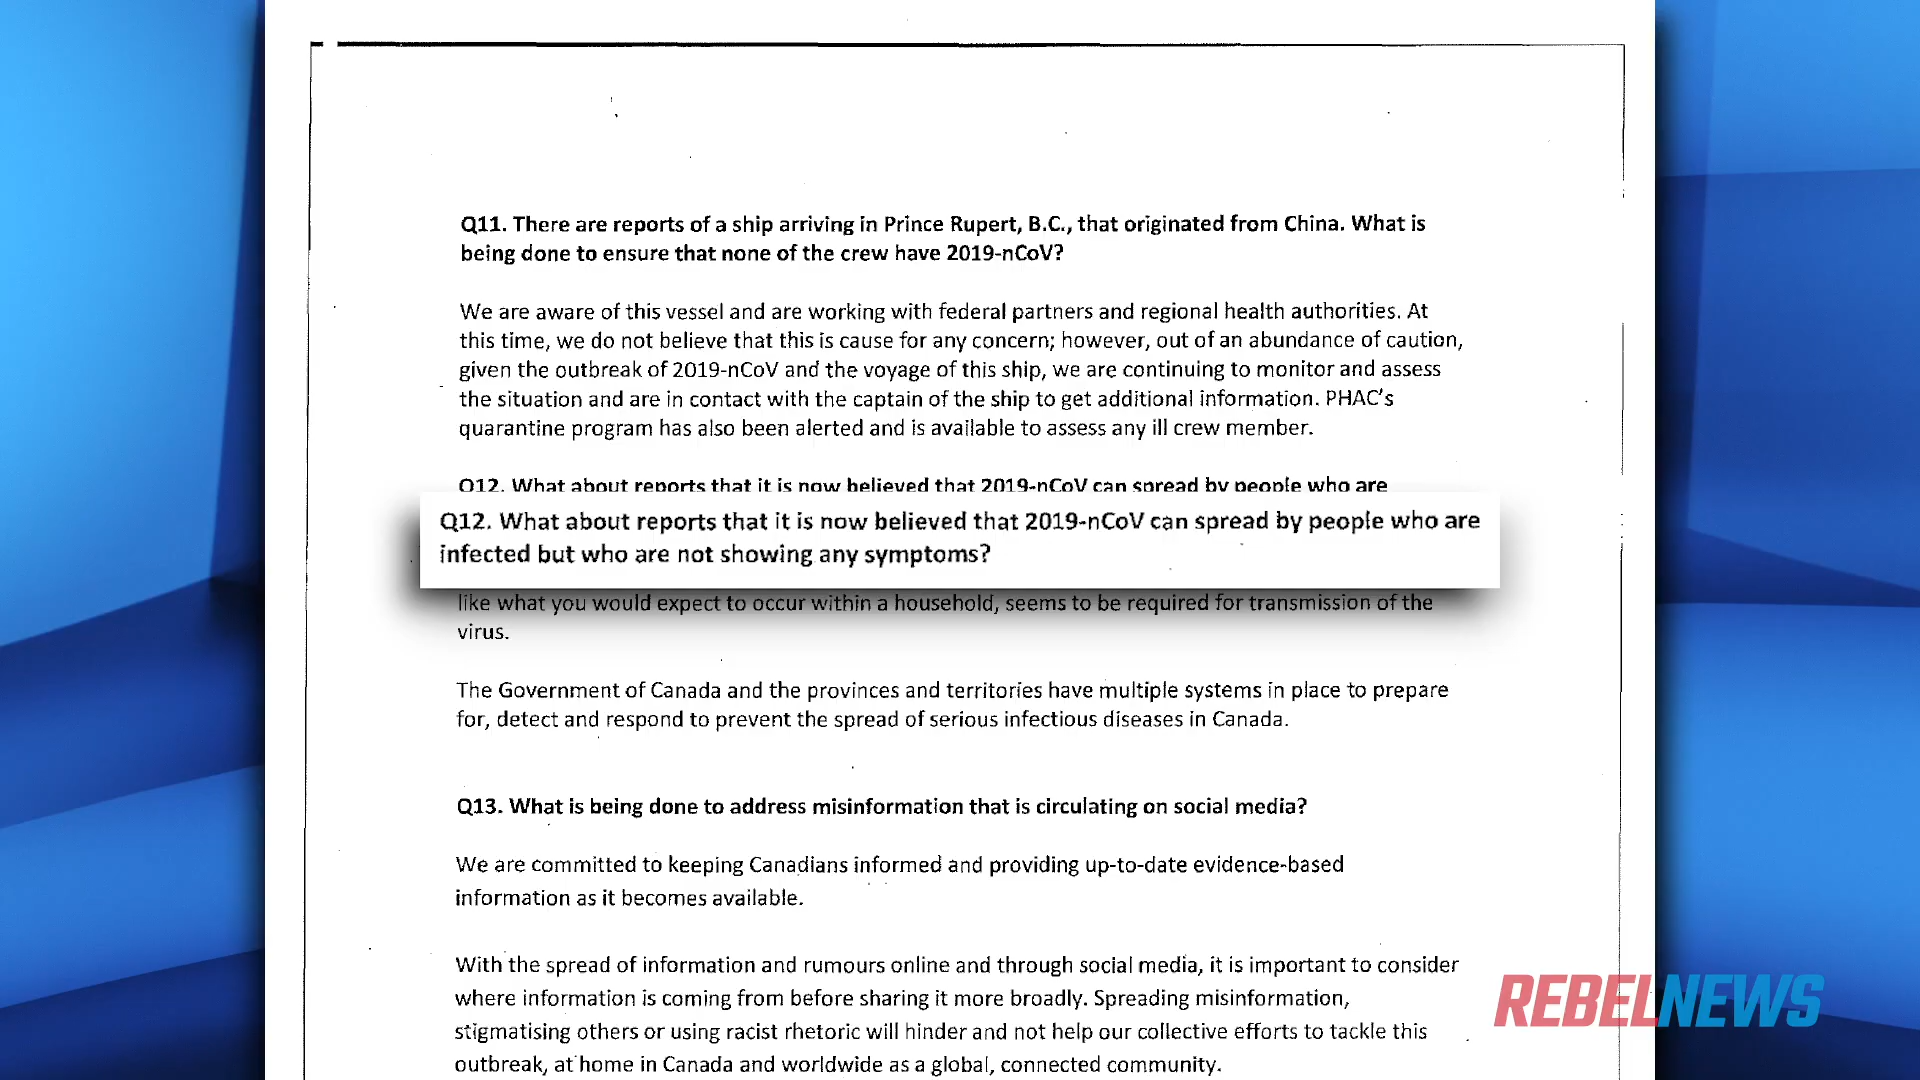 Q11. There are reports of a ship arriving in Prince Rupert, B.C., that originated from China. What is
being done to ensure that none of the crew have 2019-nCoV?
We are aware of this vessel and are working with federal partners and regional health authorities. At
this time, we do not believe that this is cause for any concern; however, out of an abundance of caution,
given the outbreak of 2019-nCoV and the voyage of this ship, we are continuing to monitor and assess
the situation and are in contact with the captain of the ship to get additional information. PHAC's
quarantine program has also been alerted and is available to assess any ill crew member.
Q12. What about reports that it is now believed that 2019-nCoV can spread by people who are
Q12. What about reports that it is now believed that 2019-nCoV can spread by people who are
infected but who are not showing any symptoms?
like what you would expect to occur within a household, seems to be required for transmission of the
virus.
The Government of Canada and the provinces and territories have multiple systems in place to prepare
for, detect and respond to prevent the spread of serious infectious diseases in Canada.
Q13. What is being done to address misinformation that is circulating on social media?
We are committed to keeping Canadians informed and providing up-to-date evidence-based
information as it becomes available.
With the spread of information and rumours online and through social media, it is important to consider
where information is coming from before sharing it more broadly. Spreading misinformation,
stigmatising others or using racist rhetoric will hinder and not help our collective efforts to tackle this
outbreak, at home in Canada and worldwide as a global, connected community.
REBELNEWS